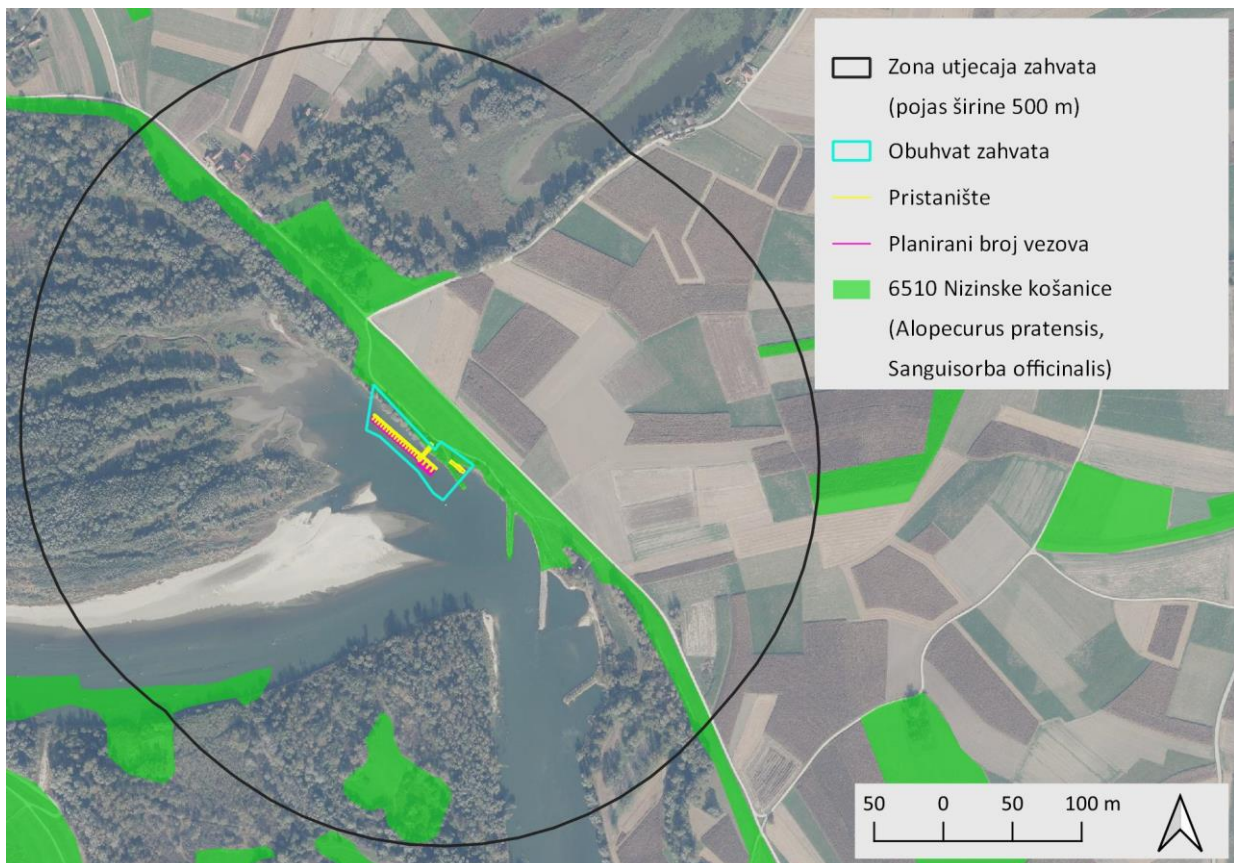 Zona utjecaja zahvata
(pojas širine 500 m)
Obuhvat zahvata
Pristanište
Planirani broj vezova
6510 Nizinske košanice
(Alopecurus pratensis,
Sanguisorba officinalis)
50 0 50 100 m